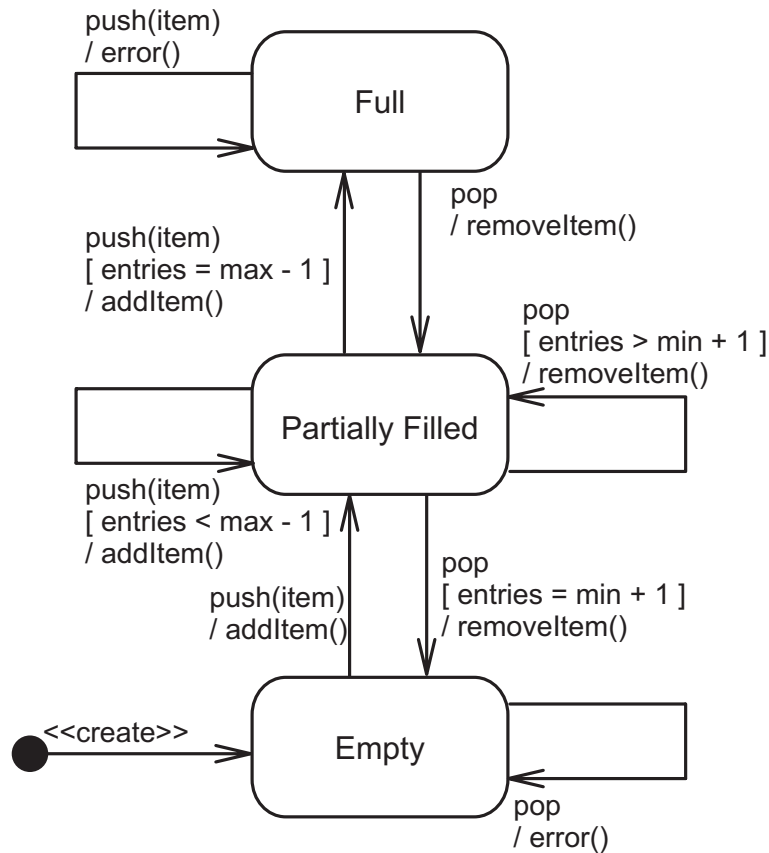 push(item)
/ error()
Full
pop
/ removeItem()
push(item)
[ entries = max - 1 ]
/ addItem()
pop
[ entries > min + 1 ]
/ removeItem()
Partially Filled
push(item)
[ entries < max - 1 ]
/ addItem()
pop
[ entries = min + 1 ]
/ removeItem()
push(item)
/ addItem()
<<create>>
Empty
pop
/ error()